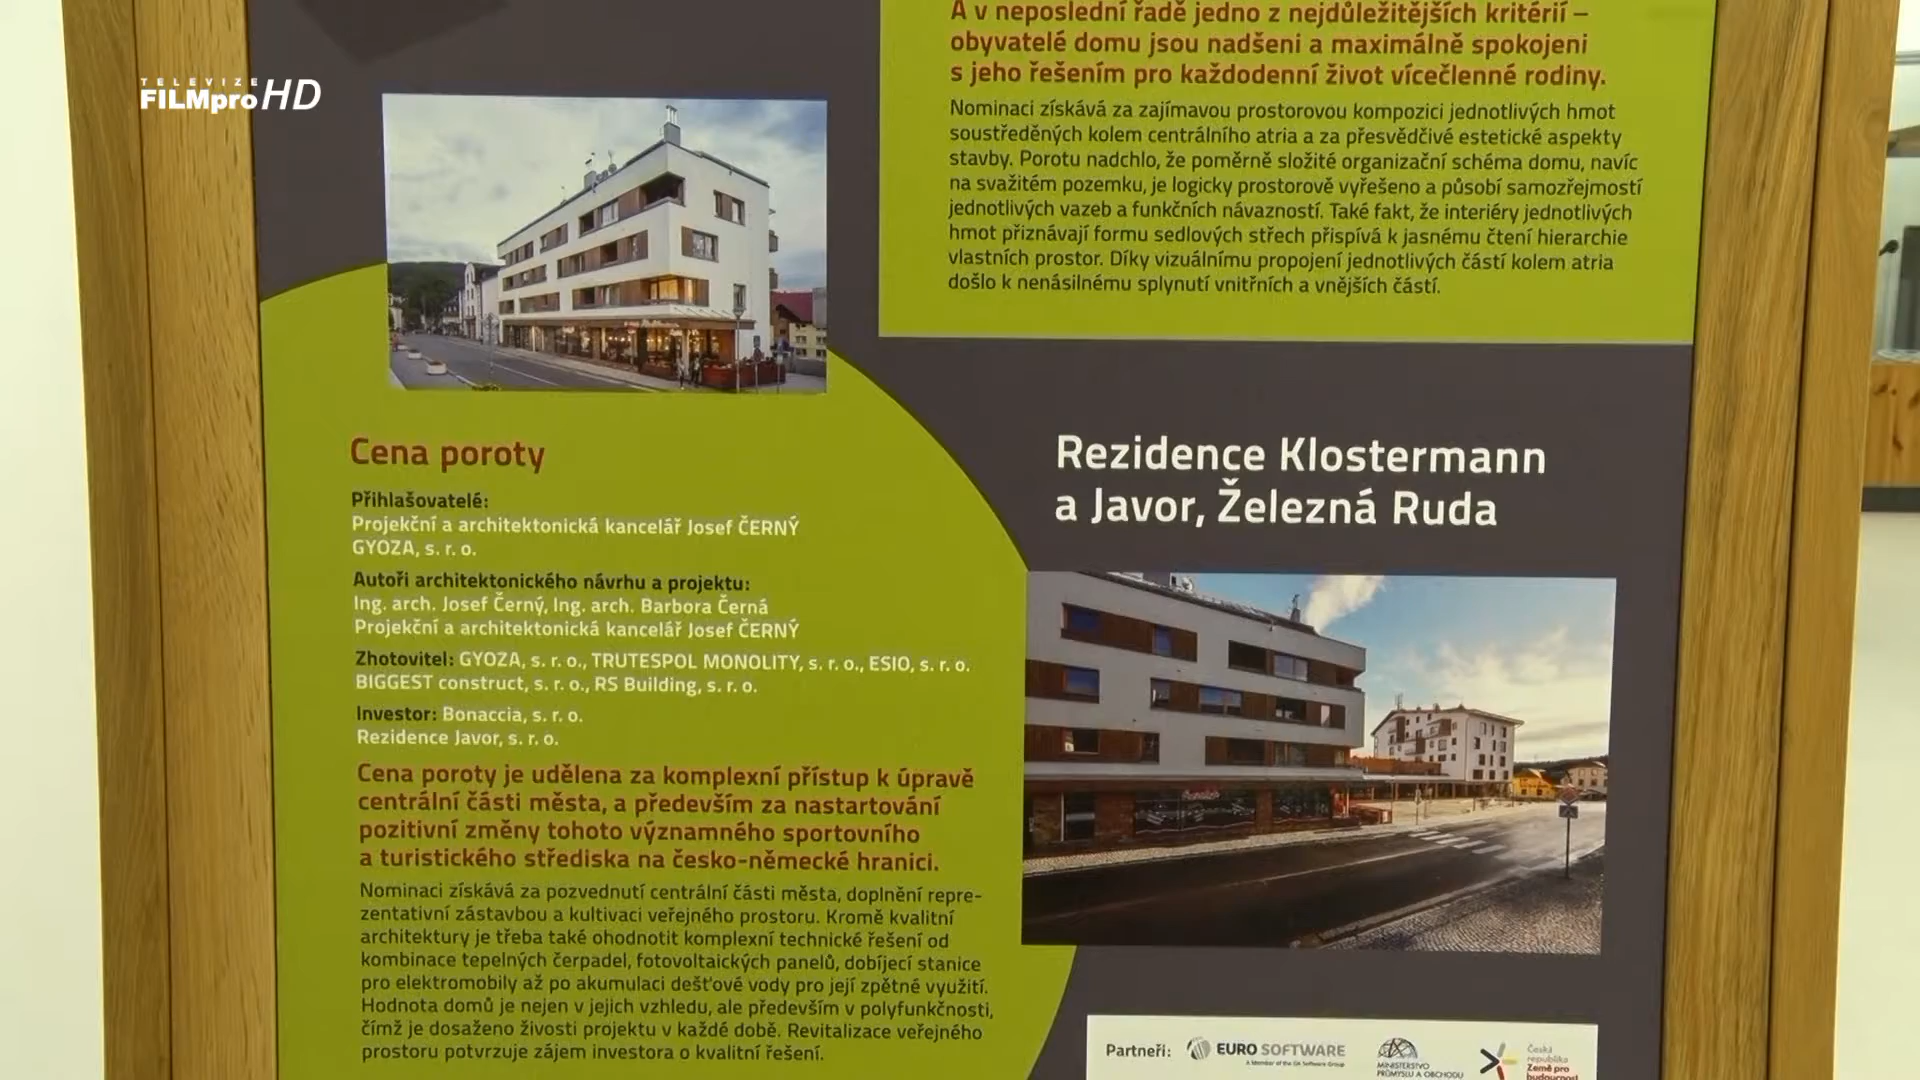 TELEVIZE
FILMpro HD
A v neposlední řadě jedno z nejdůležitějších kritérií –
obyvatelé domu jsou nadšeni a maximálně spokojeni
s jeho řešením pro každodenní život vícečlenné rodiny.
Nominaci získává za zajímavou prostorovou kompozici jednotlivých hmot
soustředěných kolem centrálního atria a za přesvědčivé estetické aspekty
stavby. Porotu nadchlo, že poměrně složité organizační schéma domu, navíc
na svažitém pozemku, je logicky prostorově vyřešeno a působí samozřejmostí
jednotlivých vazeb a funkčních návazností. Také fakt, že interiéry jednotlivých
hmot přiznávají formu sedlových střech přispívá k jasnému čtení hierarchie
vlastních prostor. Díky vizuálnímu propojení jednotlivých částí kolem atria
došlo k nenásilnému splynutí vnitřních a vnějších částí.
Cena poroty
Přihlašovatelé:
Projekční a architektonická kancelář Josef ČERNÝ
GYOZA, s. r. o.
Autoři architektonického návrhu a projektu:
Ing. arch. Josef Černý, Ing. arch. Barbora Černá
Projekční a architektonická kancelář Josef ČERNÝ
Zhotovitel: GYOZA, s. r. o., TRUTESPOL MONOLITY, s. r. o., ESIO, s. r. o.
BIGGEST construct, s. r. o., RS Building, s. r. o.
Investor: Bonaccia, s. r. o.
Rezidence Javor, s. r. o.
Cena poroty je udělena za komplexní přístup k úpravě
centrální části města, a především za nastartování
pozitivní změny tohoto významného sportovního
a turistického střediska na česko-německé hranici.
Nominaci získává za pozvednutí centrální části města, doplnění repre-
zentativní zástavbou a kultivaci veřejného prostoru. Kromě kvalitní
architektury je třeba také ohodnotit komplexní technické řešení od
kombinace tepelných čerpadel, fotovoltaických panelů, dobíjecí stanice
pro elektromobily až po akumulaci dešťové vody pro její zpětné využití.
Hodnota domů je nejen v jejich vzhledu, ale především v polyfunkčnosti,
čímž je dosaženo živosti projektu v každé době. Revitalizace veřejného
prostoru potvrzuje zájem investora o kvalitní řešení.
Rezidence Klostermann
a Javor, Železná Ruda
Partneři:
EURO SOFTWARE
A Member of the GK Software Group
MINISTERSTVO
PRŮMYSLU A OBCHODU
Česká
republika
Země pro
budoucnost